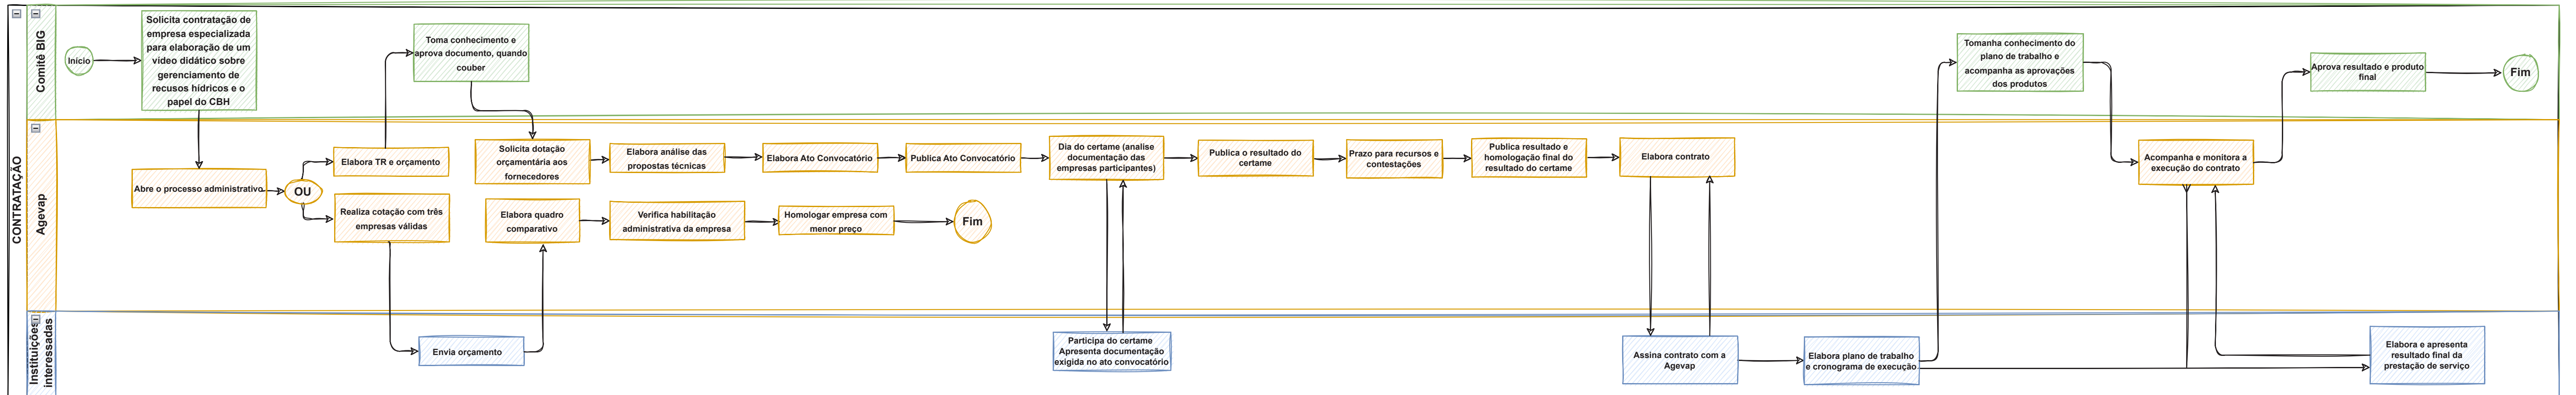 CONTRATAÇÃO
Comitê BIG
Início
Solicita contratação de
empresa especializada
para elaboração de um
vídeo didático sobre
gerenciamento de
recusos hídricos e o
papel do CBH
Toma conhecimento e
aprova documento, quando
couber
Tomanha conhecimento do
plano de trabalho e
acompanha as aprovações
dos produtos
Aprova resultado e produto
final
Fim
Agevap
Abre o processo administrativo
OU
Elabora TR e orçamento
Realiza cotação com três
empresas válidas
Solicita dotação
orçamentária aos
fornecedores
Elabora análise das
propostas técnicas
Elabora Ato Convocatório
Publica Ato Convocatório
Dia do certame (analise
documentação das
empresas participantes)
Publica o resultado do
certame
Prazo para recursos e
contestações
Publica resultado e
homologação final do
resultado do certame
Elabora contrato
Acompanha e monitora a
execução do contrato
Elabora quadro
comparativo
Verifica habilitação
administrativa da empresa
Homologar empresa com
menor preço
Fim
Instituições
interessadas
Envia orçamento
Participa do certame
Apresenta documentação
exigida no ato convocatório
Assina contrato com a
Agevap
Elabora plano de trabalho
e cronograma de execução
Elabora e apresenta
resultado final da
prestação de serviço